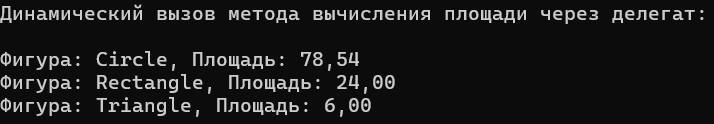 Динамический вызов метода вычисления площади через делегат:
Фигура: Circle, Площадь: 78,54
Фигура: Rectangle, Площадь: 24,00
Фигура: Triangle, Площадь: 6,00